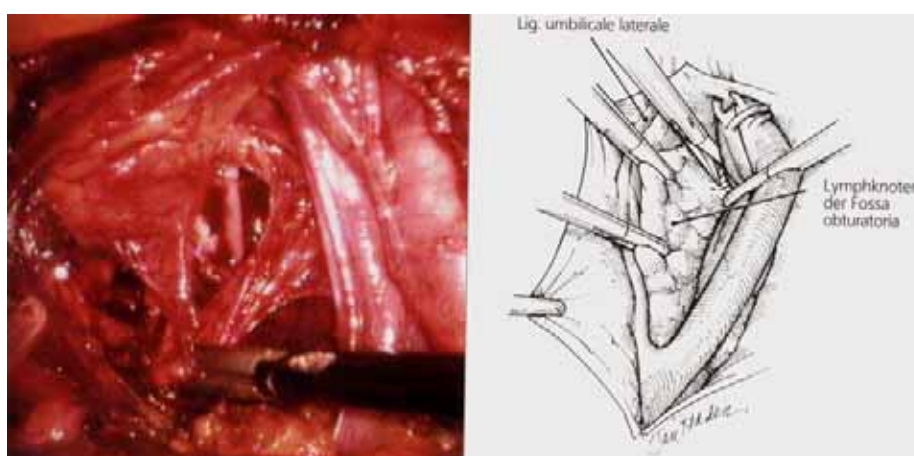 Lig. umbilicale laterale
Lymphknoten
der Fossa
obturatoria